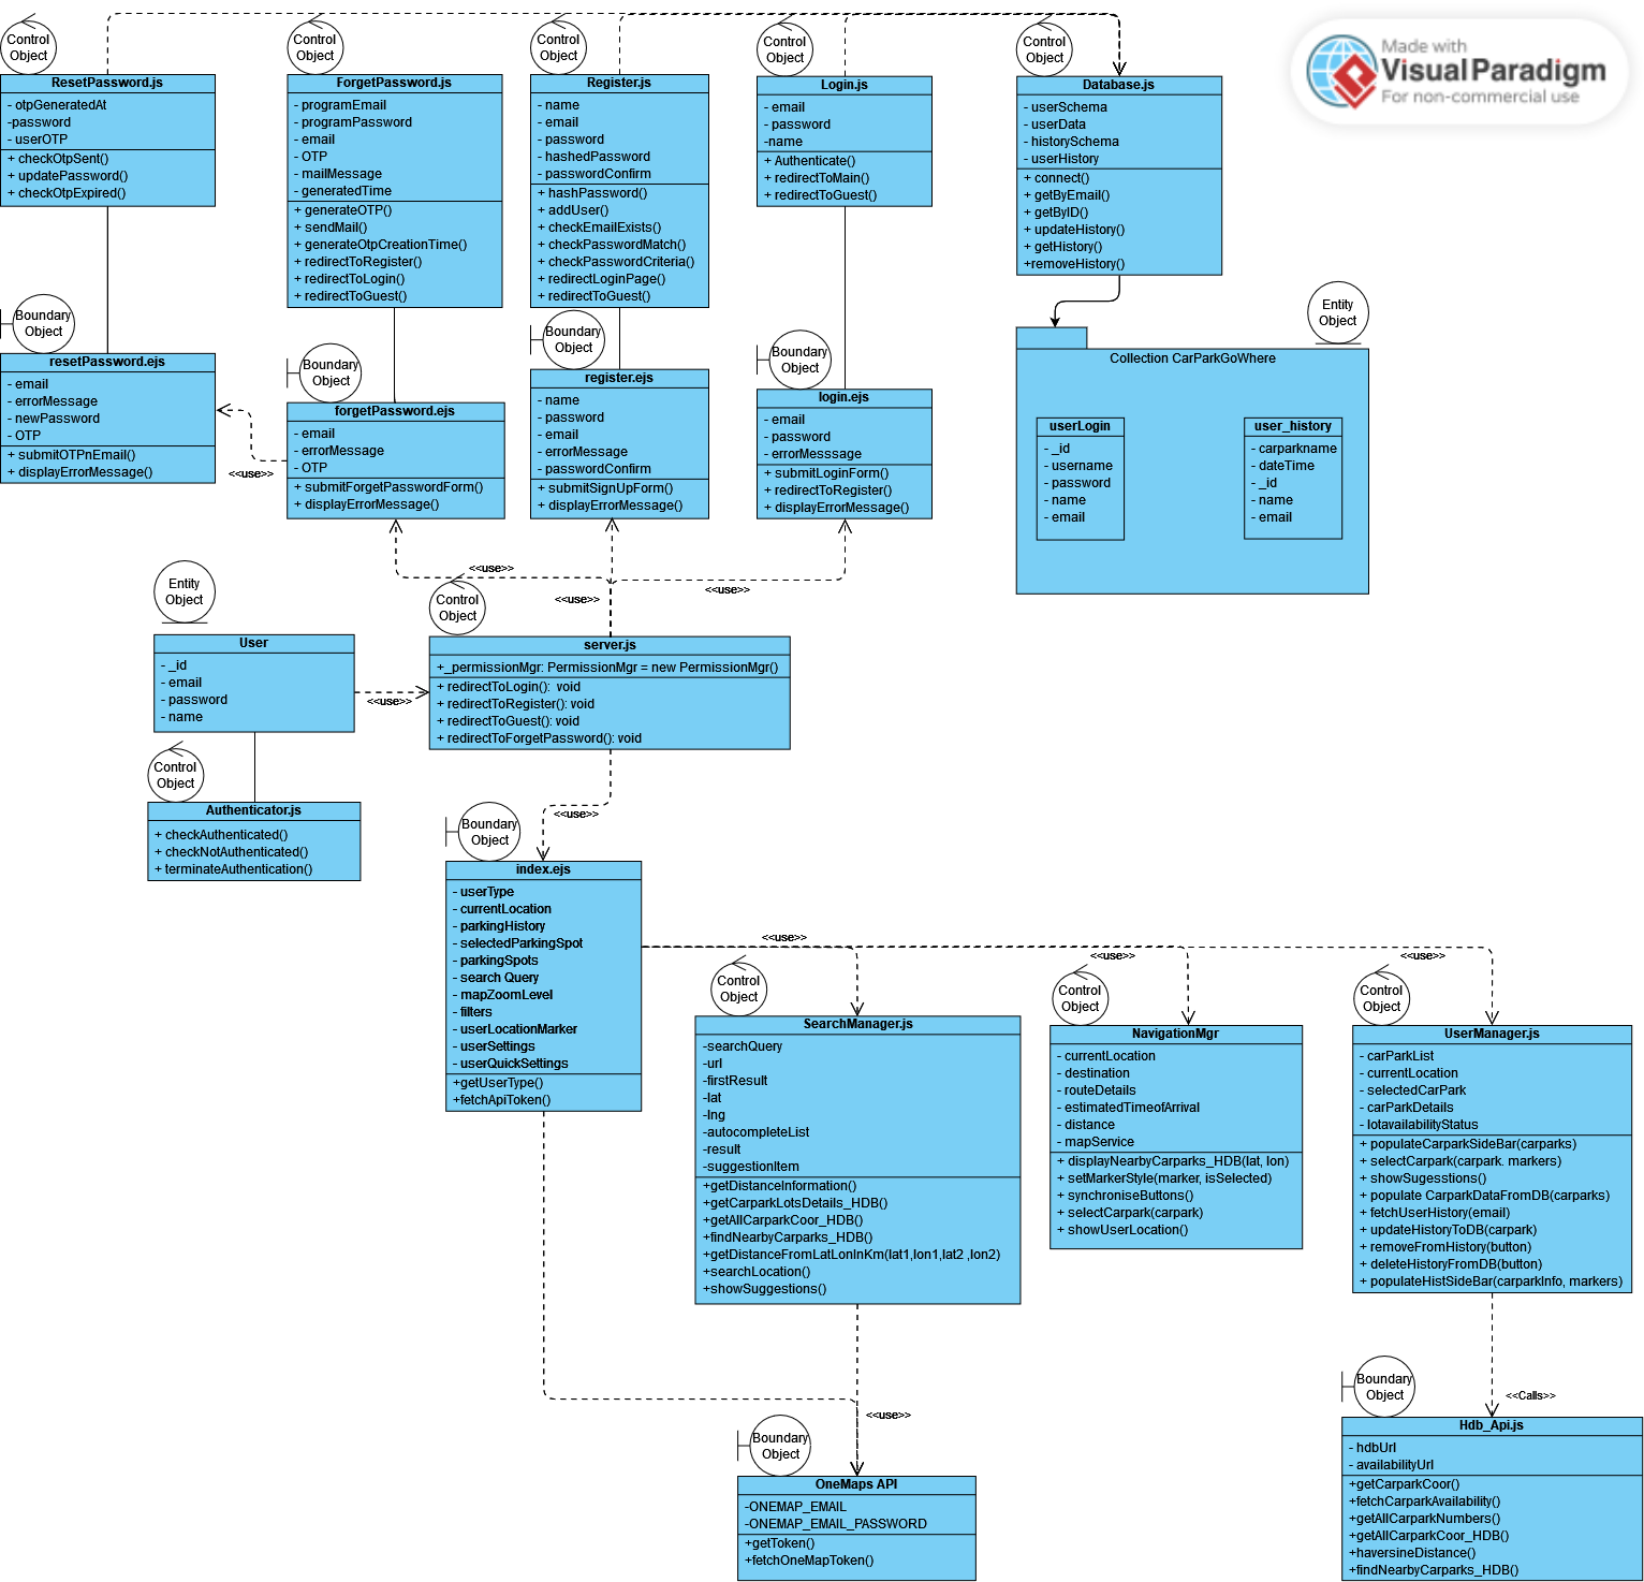 Control
Object
ResetPassword.js
- otpGeneratedAt
-password
- userOTP
+ checkOtpSent()
+ updatePassword()
+ checkOtpExpired()
Control
Object
ForgetPassword.js
- programEmail
- programPassword
- email
- OTP
- mailMessage
- generatedTime
+ generateOTP()
+ sendMail()
+ generateOtpCreationTime()
+ redirectToRegister()
+ redirectToLogin()
+ redirectToGuest()
Control
Object
Register.js
- name
- email
- password
- hashedPassword
- passwordConfirm
+ hashPassword()
+ addUser()
+ checkEmailExists()
+ checkPasswordMatch()
+ checkPasswordCriteria()
+ redirectLoginPage()
+ redirectToGuest()
Control
Object
Login.js
- email
- password
-name
+ Authenticate()
+ redirectToMain()
+ redirectToGuest()
Control
Object
Database.js
- userSchema
- userData
- historySchema
- userHistory
+ connect()
+ getByEmail()
+ getByID()
+ updateHistory()
+ getHistory()
+removeHistory()
Made with
VisualParadigm
For non-commercial use
Boundary
Object
resetPassword.ejs
- email
- errorMessage
- newPassword
- OTP
+ submitOTPnEmail()
+ displayErrorMessage()
<<use>>
Boundary
Object
forgetPassword.ejs
- email
- errorMessage
- OTP
+ submitForgetPasswordForm()
+ displayErrorMessage()
Boundary
Object
register.ejs
- name
- password
- email
- errorMessage
- passwordConfirm
+ submitSignUpForm()
+ displayErrorMessage()
Boundary
Object
login.ejs
- email
- password
- errorMesssage
+ submitLoginForm()
+ redirectToRegister()
+ displayErrorMessage()
Entity
Object
Collection CarParkGoWhere
userLogin
- _id
- username
- password
- name
- email
user_history
- carparkname
- dateTime
- _id
- name
- email
<<use>>
<<use>>
<<use>>
Entity
Object
User
- _id
- email
- password
- name
<<use>>
Control
Object
server.js
+_permissionMgr: PermissionMgr = new PermissionMgr()
+ redirectToLogin(): void
+ redirectToRegister(): void
+ redirectToGuest(): void
+ redirectToForgetPassword(): void
Control
Object
Authenticator.js
+ checkAuthenticated()
+ checkNotAuthenticated()
+ terminateAuthentication()
<<use>>
Boundary
Object
index.ejs
- userType
- currentLocation
- parkingHistory
- selectedParkingSpot
- parkingSpots
- search Query
- mapZoomLevel
- filters
- userLocationMarker
- userSettings
- userQuickSettings
+getUserType()
+fetchApiToken()
<<use>>
<<use>>
<<use>>
Control
Object
SearchManager.js
-searchQuery
-url
-firstResult
-lat
-lng
-autocompleteList
-result
-suggestionItem
+getDistanceInformation()
+getCarparkLotsDetails_HDB()
+getAllCarparkCoor_HDB()
+findNearbyCarparks_HDB()
+getDistanceFromLatLonInKm(lat1,lon1,lat2 ,lon2)
+searchLocation()
+showSuggestions()
Control
Object
NavigationMgr
- currentLocation
- destination
- routeDetails
- estimatedTimeofArrival
- distance
- mapService
+ displayNearbyCarparks_HDB(lat, lon)
+ setMarkerStyle(marker, isSelected)
+ synchroniseButtons()
+ selectCarpark(carpark)
+ showUserLocation()
Control
Object
UserManager.js
- carParkList
- currentLocation
- selectedCarPark
- carParkDetails
- lotavailabilityStatus
+ populateCarparkSideBar(carparks)
+ selectCarpark(carpark. markers)
+ showSugesstions()
+ populate CarparkDataFromDB(carparks)
+ fetchUserHistory(email)
+ updateHistoryToDB(carpark)
+ removeFromHistory(button)
+ deleteHistoryFromDB(button)
+ populateHistSideBar(carparkInfo, markers)
<<use>>
<<Calls>>
Boundary
Object
OneMaps API
-ONEMAP_EMAIL
-ONEMAP_EMAIL_PASSWORD
+getToken()
+fetchOneMapToken()
Boundary
Object
Hdb_Api.js
- hdbUrl
- availabilityUrl
+getCarparkCoor()
+fetchCarparkAvailability()
+getAllCarparkNumbers()
+getAllCarparkCoor_HDB()
+haversineDistance()
+findNearbyCarparks_HDB()